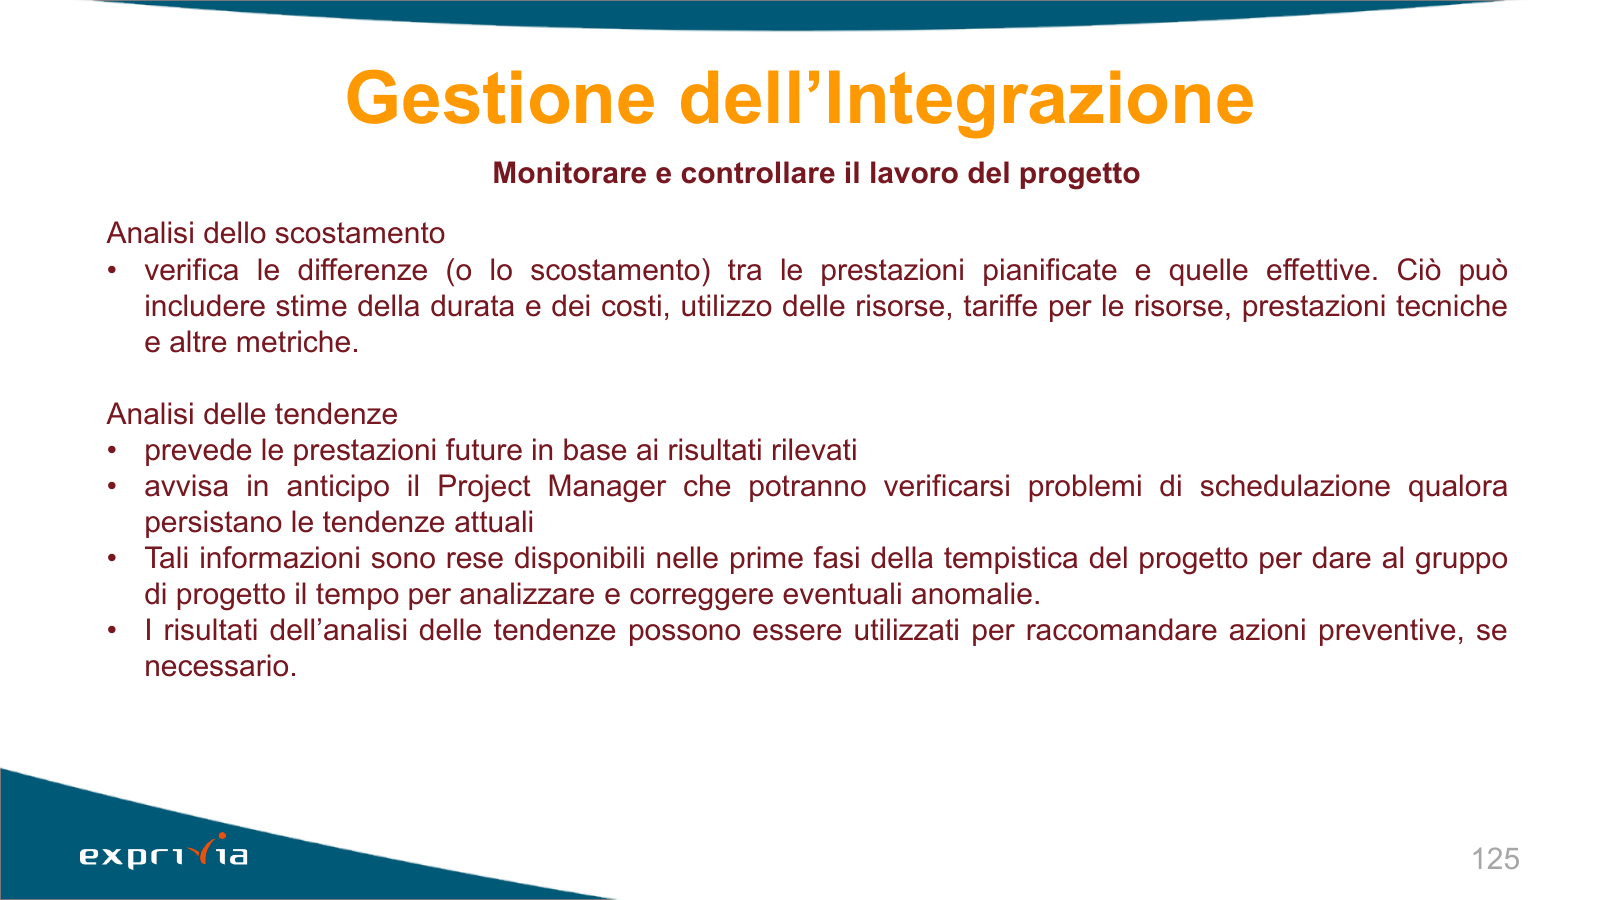 Gestione dell’Integrazione
Monitorare e controllare il lavoro del progetto
Analisi dello scostamento
• verifica le differenze (o lo scostamento) tra le prestazioni pianificate e quelle effettive. Ciò può
includere stime della durata e dei costi, utilizzo delle risorse, tariffe per le risorse, prestazioni tecniche
e altre metriche.
Analisi delle tendenze
• prevede le prestazioni future in base ai risultati rilevati
• avvisa in anticipo il Project Manager che potranno verificarsi problemi di schedulazione qualora
persistano le tendenze attuali
• Tali informazioni sono rese disponibili nelle prime fasi della tempistica del progetto per dare al gruppo
di progetto il tempo per analizzare e correggere eventuali anomalie.
• I risultati dell’analisi delle tendenze possono essere utilizzati per raccomandare azioni preventive, se
necessario.
exprivia
125